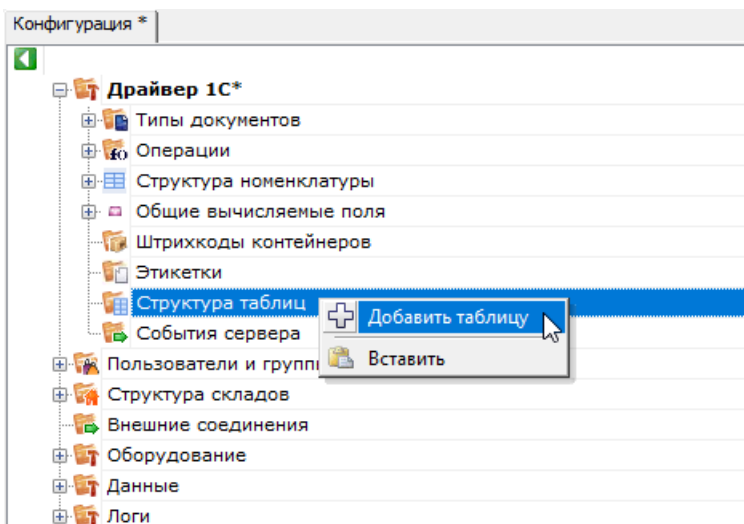 Конфигурация *
Драйвер 1С*
Типы документов
Операции
Структура номенклатуры
Общие вычисляемые поля
Штрихкоды контейнеров
Этикетки
Структура таблиц
Добавить таблицу
События сервера
Вставить
Пользователи и групп
Структура складов
Внешние соединения
Оборудование
Данные
Логи